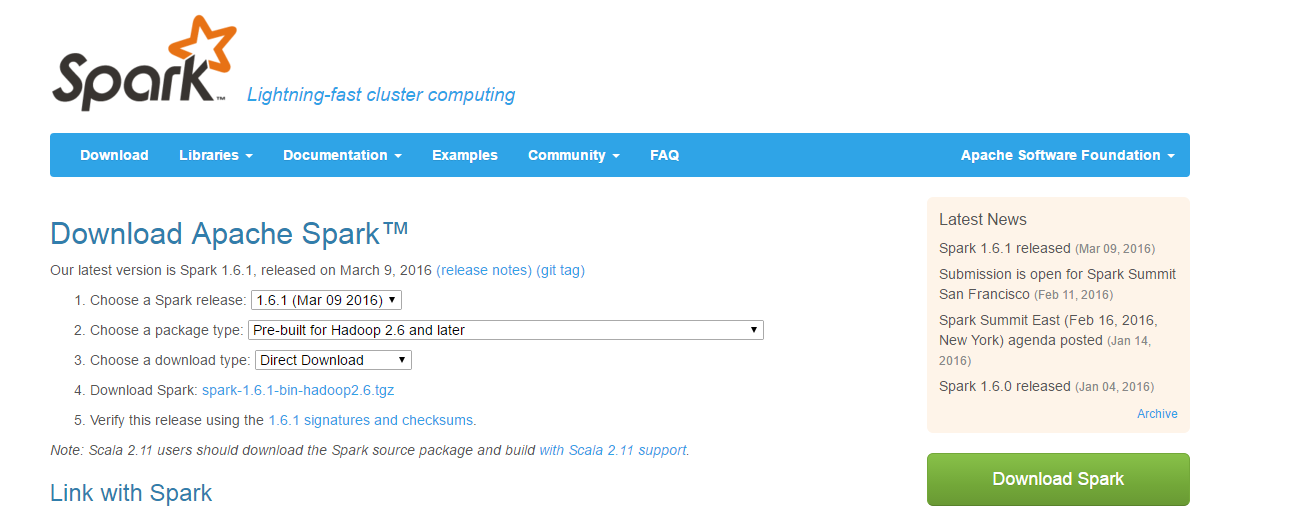 Spark™ Lightning-fast cluster computing
Download Libraries Documentation Examples Community FAQ Apache Software Foundation
Download Apache Spark™
Our latest version is Spark 1.6.1, released on March 9, 2016 (release notes) (git tag)
1. Choose a Spark release: 1.6.1 (Mar 09 2016)
2. Choose a package type: Pre-built for Hadoop 2.6 and later
3. Choose a download type: Direct Download
4. Download Spark: spark-1.6.1-bin-hadoop2.6.tgz
5. Verify this release using the 1.6.1 signatures and checksums.
Note: Scala 2.11 users should download the Spark source package and build with Scala 2.11 support.
Link with Spark
Latest News
Spark 1.6.1 released (Mar 09, 2016)
Submission is open for Spark Summit
San Francisco (Feb 11, 2016)
Spark Summit East (Feb 16, 2016,
New York) agenda posted (Jan 14,
2016)
Spark 1.6.0 released (Jan 04, 2016)
Archive
Download Spark